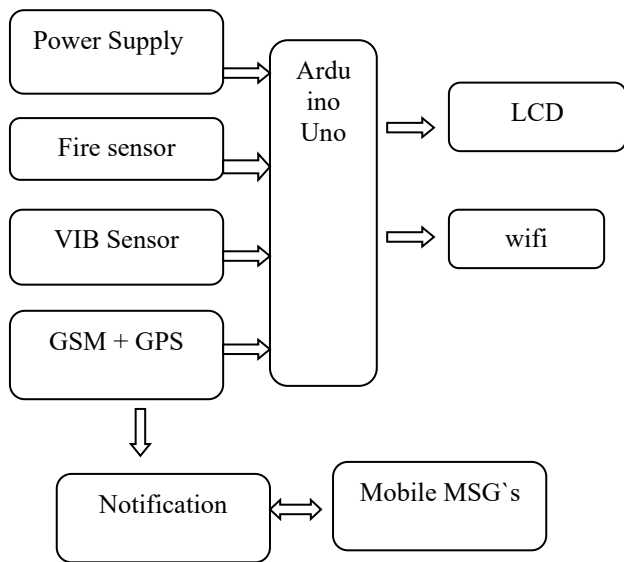 Power Supply
Fire sensor
VIB Sensor
GSM + GPS
Ardu
ino
Uno
LCD
wifi
Notification
Mobile MSG`s